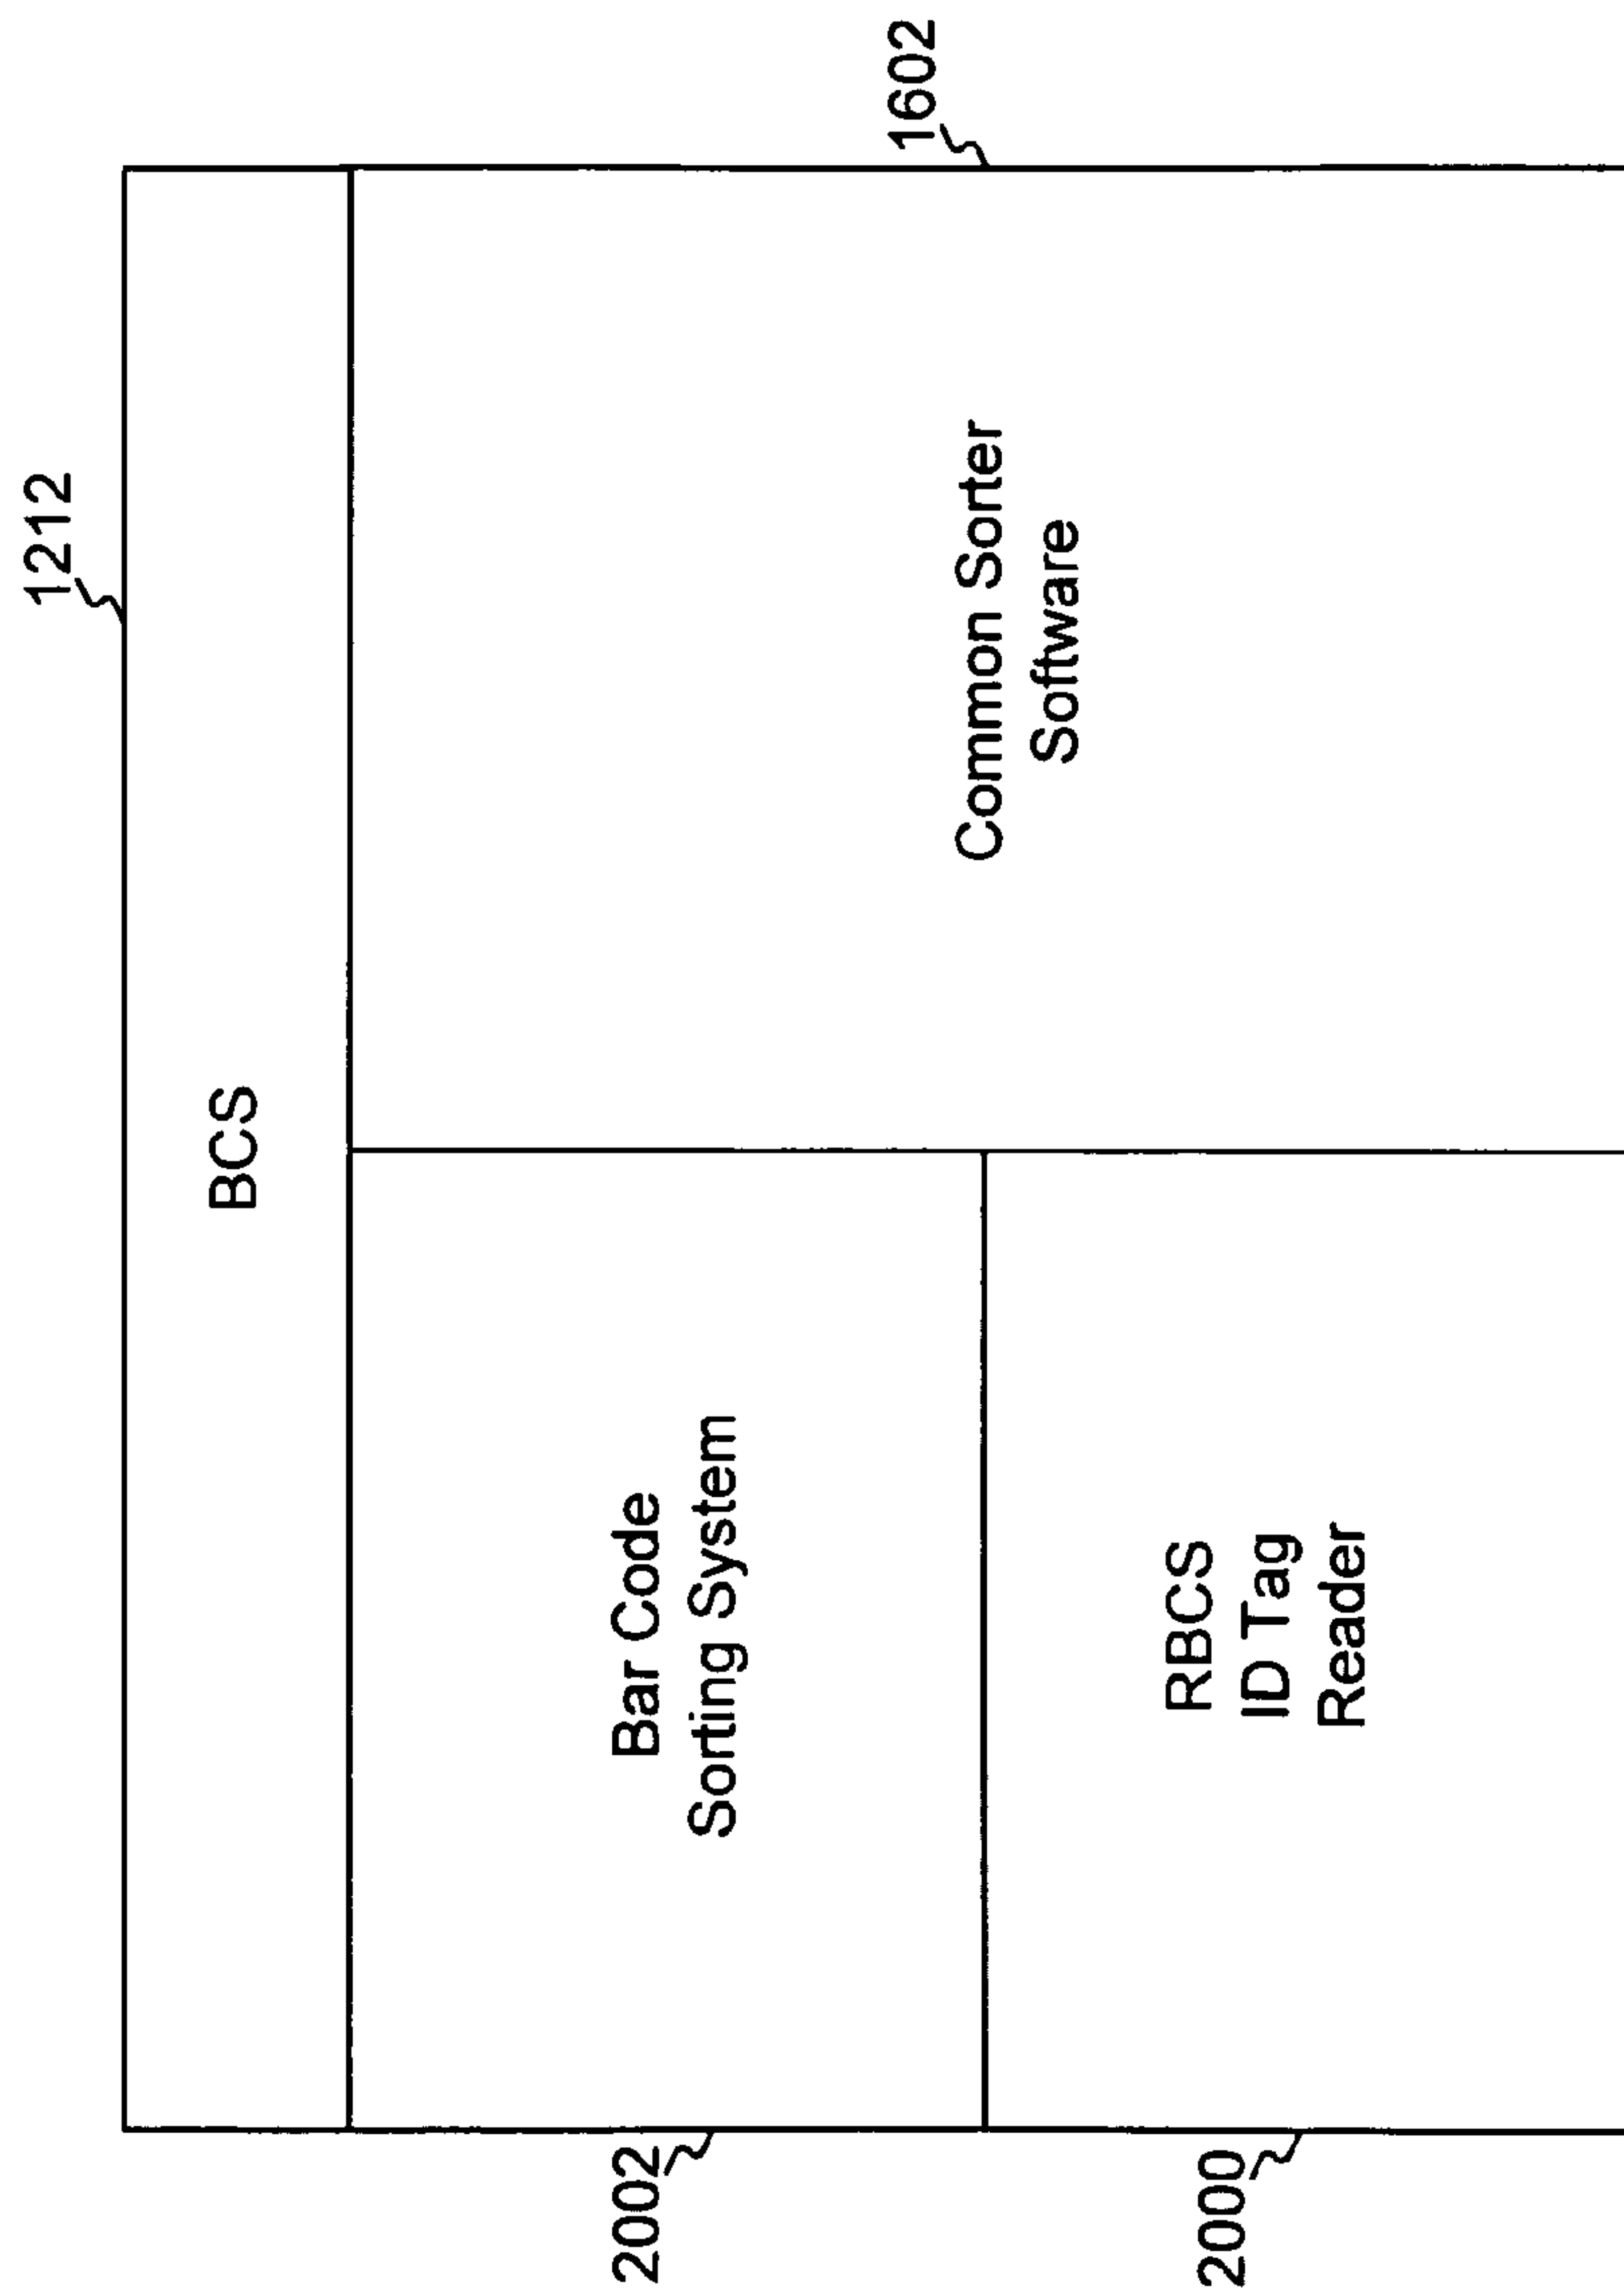 1212
BCS
2002
Bar Code
Sorting System
1602
Common Sorter
Software
2000
RBCS
ID Tag
Reader